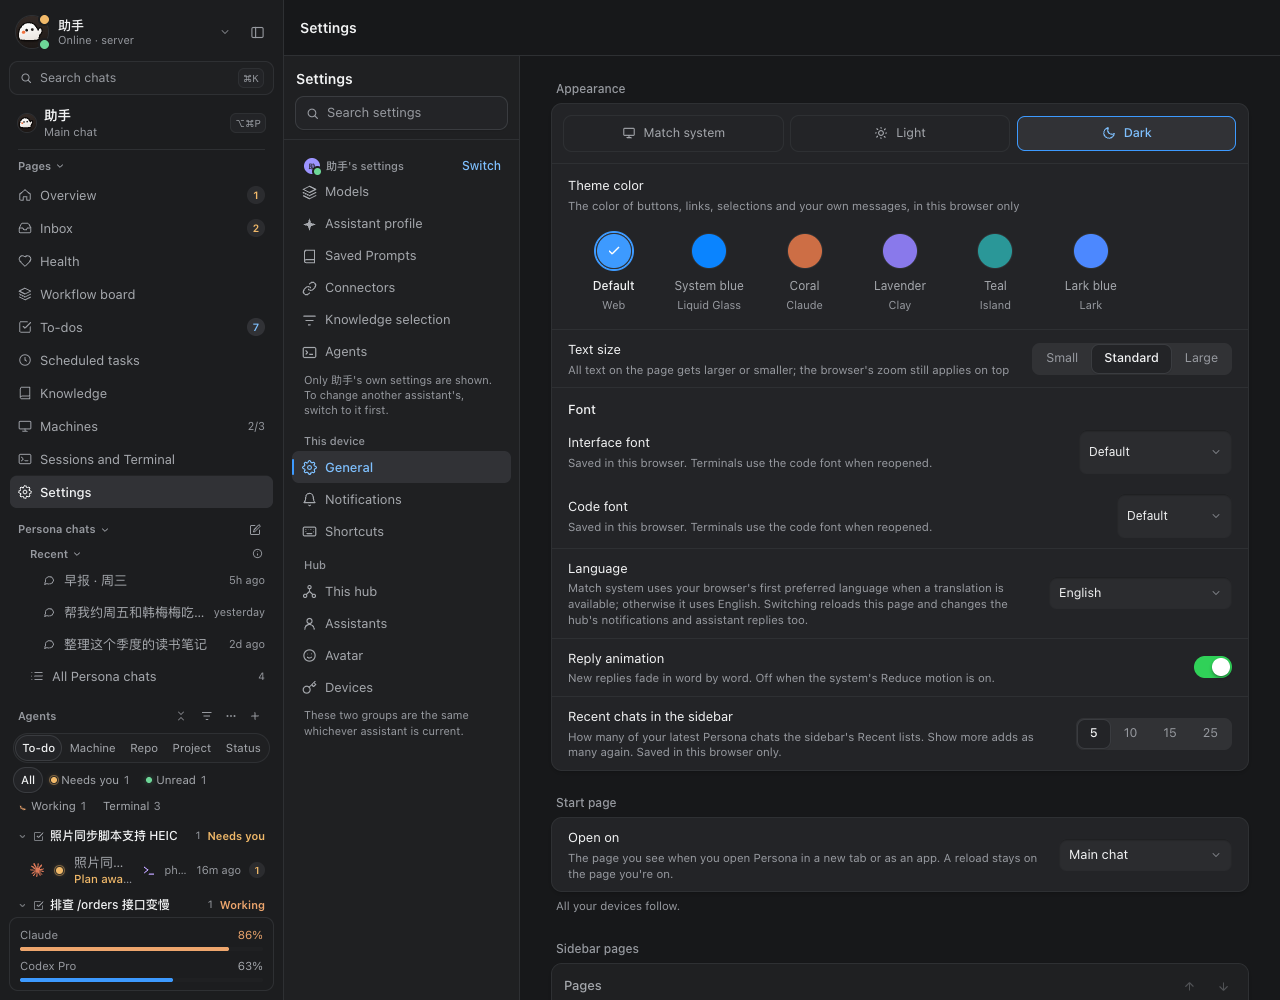 助手
Online · server
Search chats
⌘K
助手
Main chat
⌥⌘P
Pages
Overview
1
Inbox
2
Health
Workflow board
To-dos
7
Scheduled tasks
Knowledge
Machines
2/3
Sessions and Terminal
Settings
Persona chats
Recent
早报 · 周三
5h ago
帮我约周五和韩梅梅吃...
yesterday
整理这个季度的读书笔记
2d ago
All Persona chats
4
Agents
To-do
Machine
Repo
Project
Status
All
Needs you 1
Unread 1
Working 1
Terminal 3
照片同步脚本支持 HEIC
1 Needs you
照片同...
Plan awa...
ph...
16m ago
1
排查 /orders 接口变慢
1 Working
Claude
86%
Codex Pro
63%
Settings
Settings
Search settings
助手's settings
Switch
Models
Assistant profile
Saved Prompts
Connectors
Knowledge selection
Agents
Only 助手's own settings are shown.
To change another assistant's,
switch to it first.
This device
General
Notifications
Shortcuts
Hub
This hub
Assistants
Avatar
Devices
These two groups are the same
whichever assistant is current.
Appearance
Match system
Light
Dark
Theme color
The color of buttons, links, selections and your own messages, in this browser only
Default
Web
System blue
Liquid Glass
Coral
Claude
Lavender
Clay
Teal
Island
Lark blue
Lark
Text size
All text on the page gets larger or smaller; the browser's zoom still applies on top
Small
Standard
Large
Font
Interface font
Saved in this browser. Terminals use the code font when reopened.
Default
Code font
Saved in this browser. Terminals use the code font when reopened.
Default
Language
Match system uses your browser's first preferred language when a translation is
available; otherwise it uses English. Switching reloads this page and changes the
hub's notifications and assistant replies too.
English
Reply animation
New replies fade in word by word. Off when the system's Reduce motion is on.
Recent chats in the sidebar
How many of your latest Persona chats the sidebar's Recent lists. Show more adds as
many again. Saved in this browser only.
5
10
15
25
Start page
Open on
The page you see when you open Persona in a new tab or as an app. A reload stays on
the page you're on.
Main chat
All your devices follow.
Sidebar pages
Pages